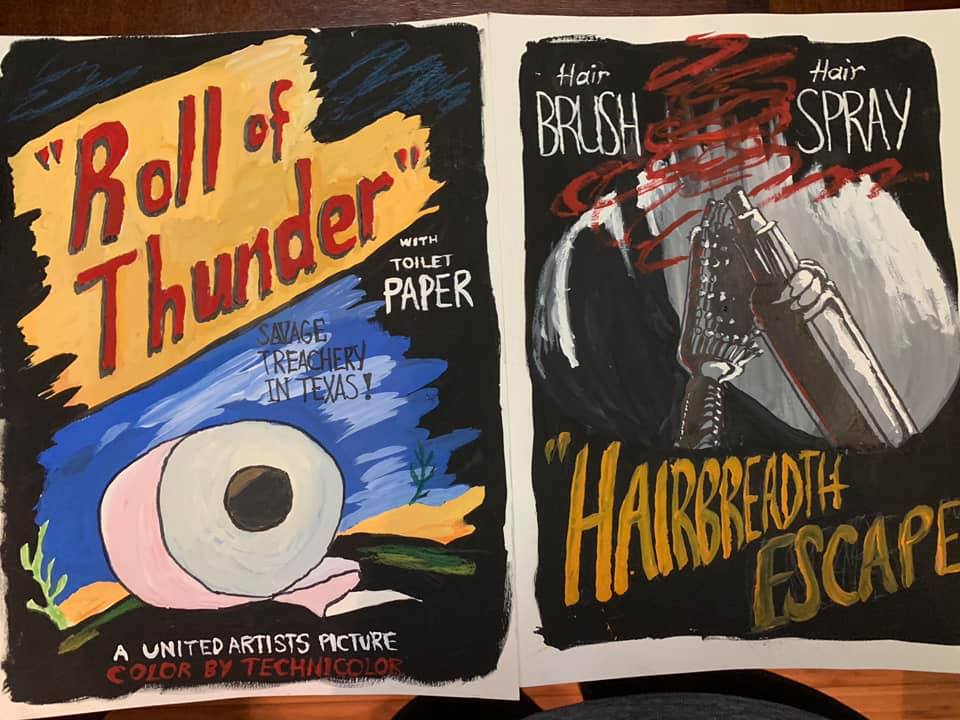 "Roll of
Thunder"
WITH
TOILET
PAPER
SAVAGE
TREACHERY
IN TEXAS!
A UNITED ARTISTS PICTURE
COLOR BY TECHNICOLOR
Hair
BRUSH
Hair
SPRAY
"HAIRBREADTH
ESCAPE